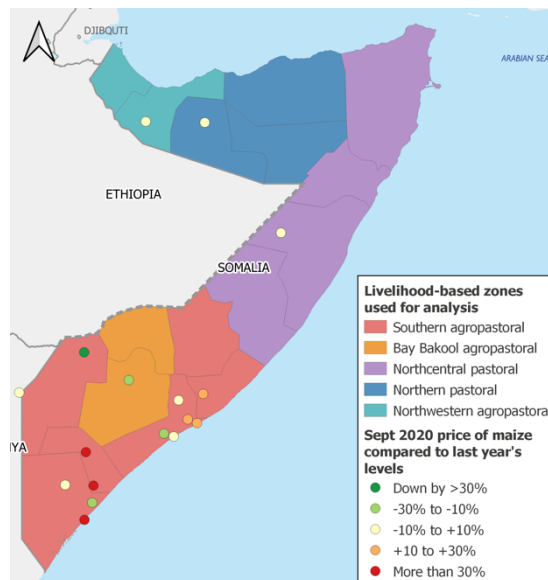 DJIBOUTI
ARABIAN SEA
ETHIOPIA
SOMALIA
NYA
Livelihood-based zones
used for analysis
Southern agropastoral
Bay Bakool agropastoral
Northcentral pastoral
Northern pastoral
Northwestern agropastoral
Sept 2020 price of maize
compared to last year's
levels
Down by >30%
-30% to -10%
-10% to +10%
+10 to +30%
More than 30%